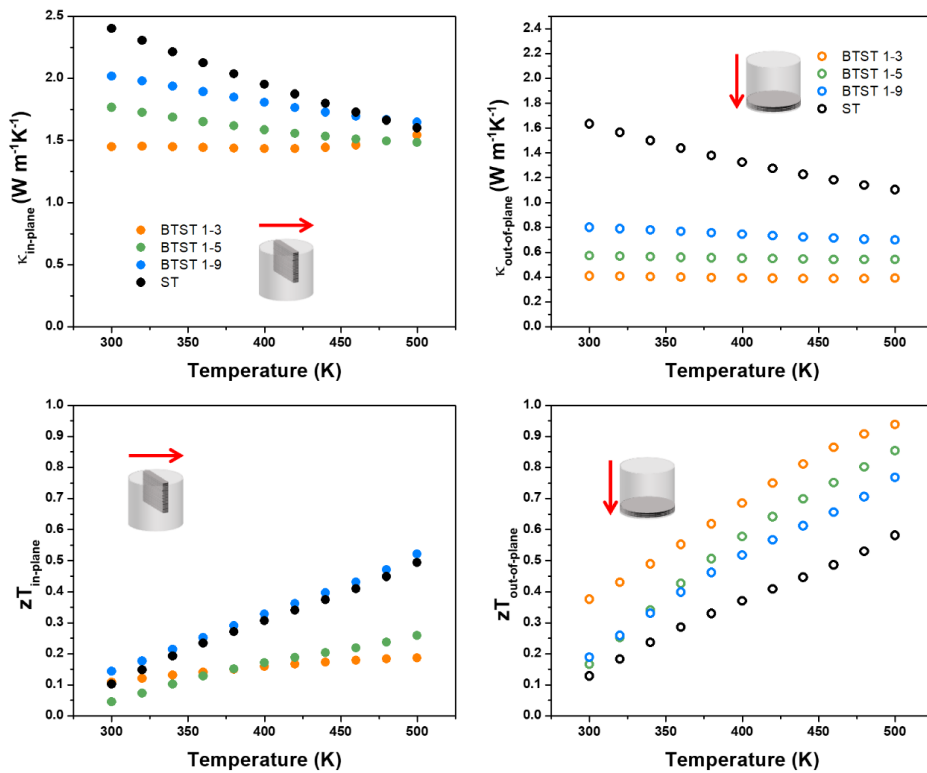 2.5
2.0
1.5
1.0
0.5
0.0
κin-plane (W m-1K-1)
BTST 1-3
BTST 1-5
BTST 1-9
ST
300 350 400 450 500
Temperature (K)
2.4
2.2
2.0
1.8
1.6
1.4
1.2
1.0
0.8
0.6
0.4
0.2
0.0
κout-of-plane (W m-1K-1)
BTST 1-3
BTST 1-5
BTST 1-9
ST
300 350 400 450 500
Temperature (K)
1.0
0.9
0.8
0.7
0.6
0.5
0.4
0.3
0.2
0.1
0.0
zTin-plane
300 350 400 450 500
Temperature (K)
1.0
0.9
0.8
0.7
0.6
0.5
0.4
0.3
0.2
0.1
0.0
zTout-of-plane
300 350 400 450 500
Temperature (K)